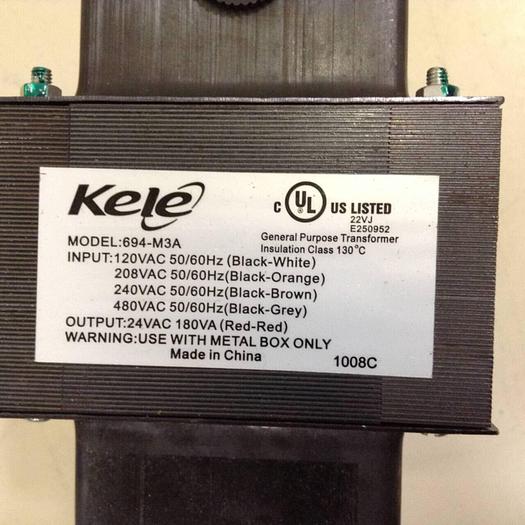 Kele
C UL US LISTED
22VJ
E250952
MODEL:694-M3A
General Purpose Transformer
Insulation Class 130°C
INPUT:120VAC 50/60Hz(Black-White)
208VAC 50/60Hz(Black-Orange)
240VAC 50/60Hz(Black-Brown)
480VAC 50/60Hz(Black-Grey)
OUTPUT:24VAC 180VA (Red-Red)
WARNING:USE WITH METAL BOX ONLY
Made in China
1008C